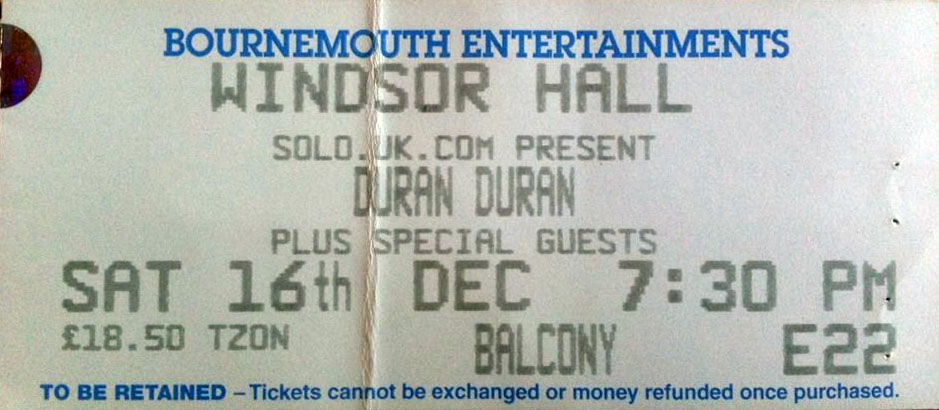 BOURNEMOUTH ENTERTAINMENTS
WINDSOR HALL
SOLO.UK.COM PRESENT
DURAN DURAN
PLUS SPECIAL GUESTS
SAT 16th DEC 7:30 PM
£18.50 TZON BALCONY E22
TO BE RETAINED – Tickets cannot be exchanged or money refunded once purchased.